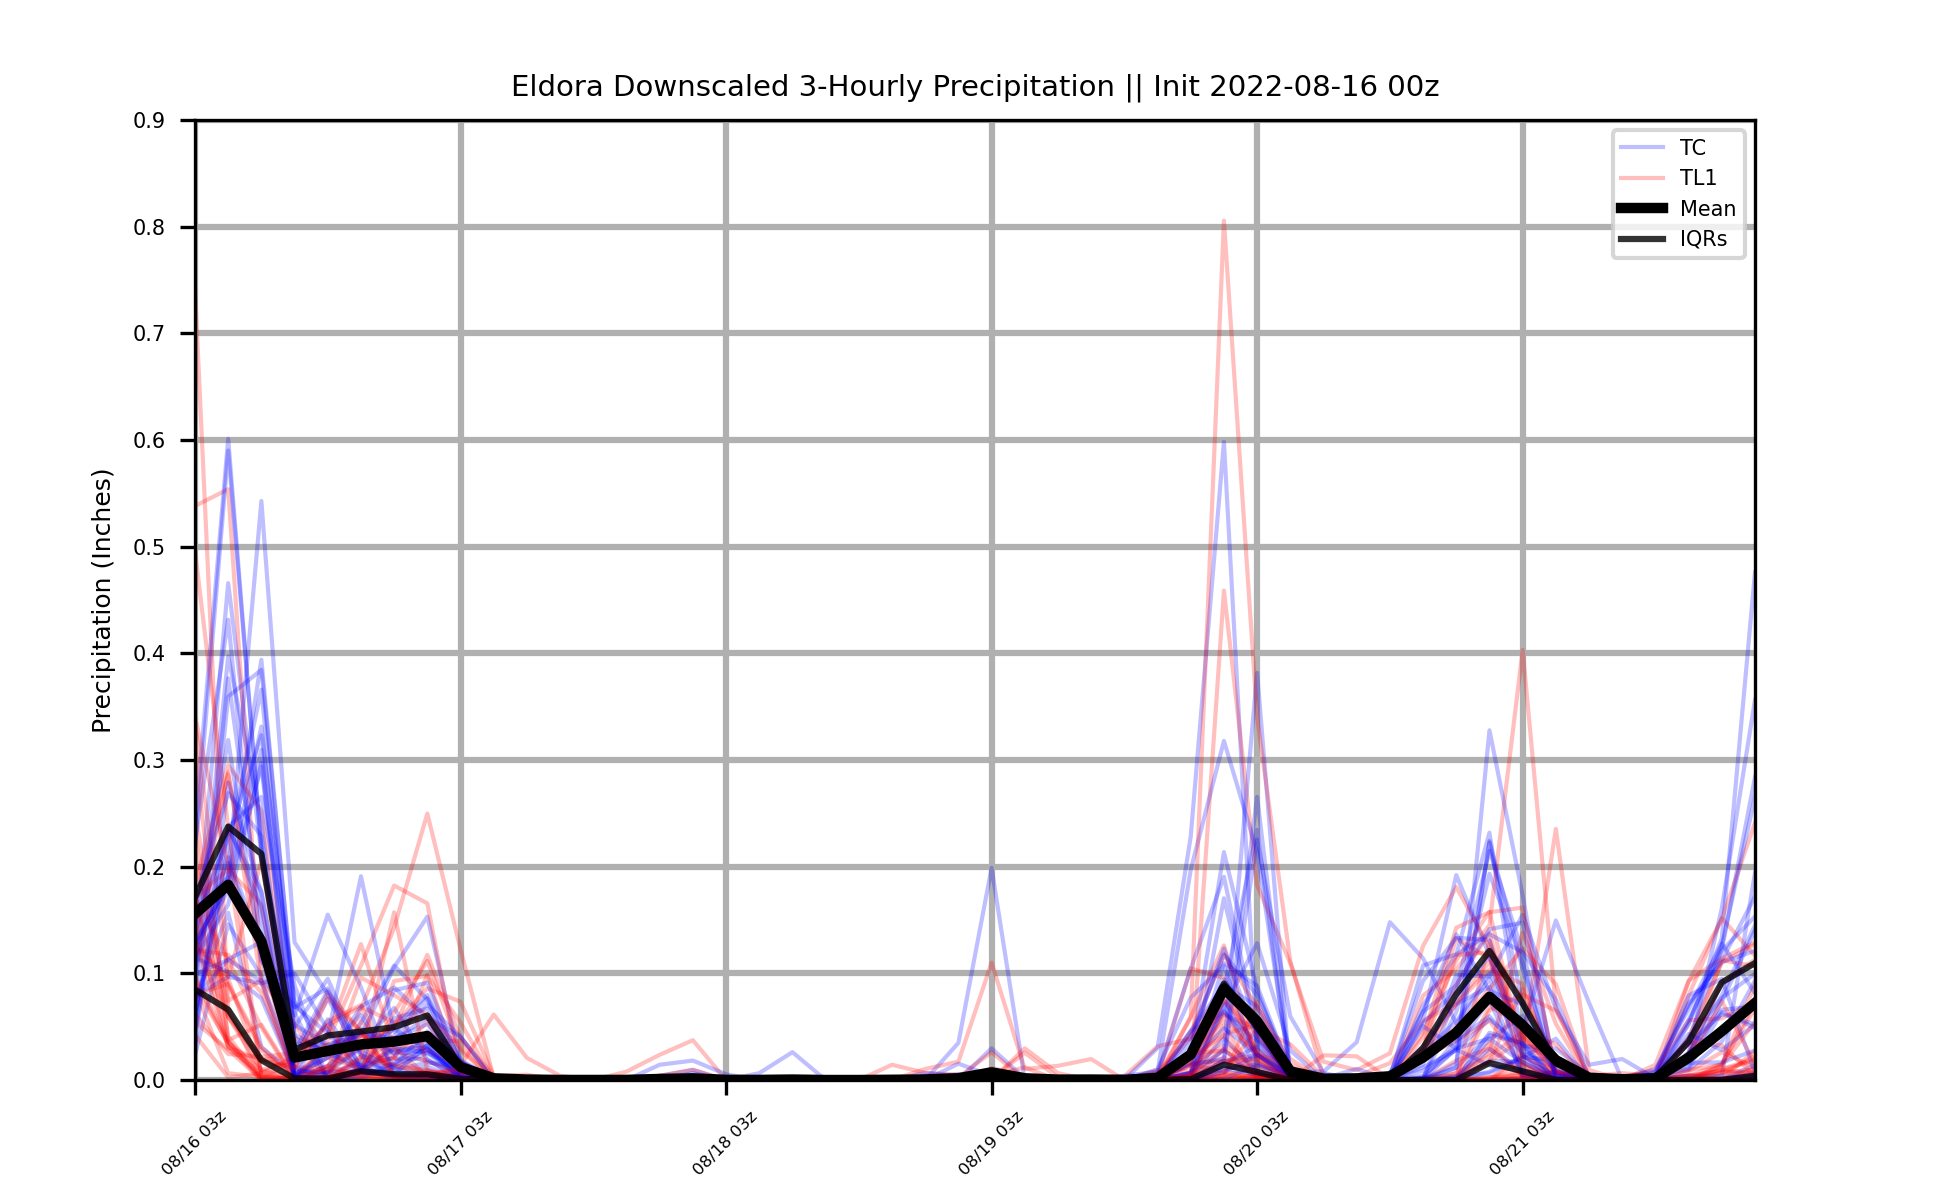 Eldora Downscaled 3-Hourly Precipitation || Init 2022-08-16 00z
Precipitation (Inches)
0.9
0.8
0.7
0.6
0.5
0.4
0.3
0.2
0.1
0.0
TC
TL1
Mean
IQRs
08/16 03z
08/17 03z
08/18 03z
08/19 03z
08/20 03z
08/21 03z